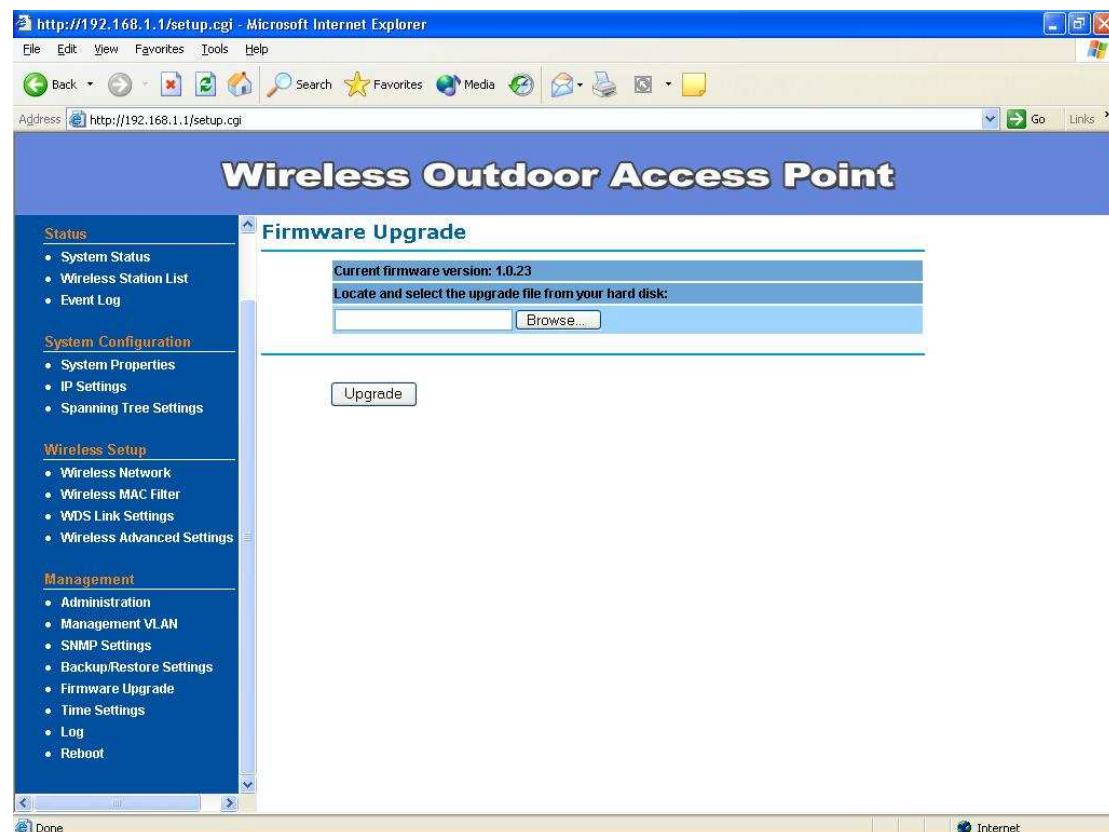 http://192.168.1.1/setup.cgi - Microsoft Internet Explorer
File Edit View Favorites Tools Help
Back Search Favorites Media
Address http://192.168.1.1/setup.cgi Go Links
Wireless Outdoor Access Point
Status
System Status
Wireless Station List
Event Log
System Configuration
System Properties
IP Settings
Spanning Tree Settings
Wireless Setup
Wireless Network
Wireless MAC Filter
WDS Link Settings
Wireless Advanced Settings
Management
Administration
Management VLAN
SNMP Settings
Backup/Restore Settings
Firmware Upgrade
Time Settings
Log
Reboot
Firmware Upgrade
Current firmware version: 1.0.23
Locate and select the upgrade file from your hard disk:
Browse...
Upgrade
Done Internet